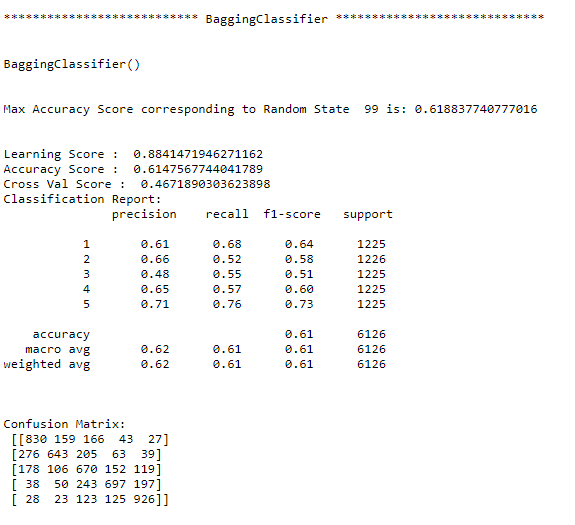 *************************** BaggingClassifier *****************************
BaggingClassifier()
Max Accuracy Score corresponding to Random State  99 is: 0.618837740777016
Learning Score :  0.8841471946271162
Accuracy Score :  0.6147567744041789
Cross Val Score :  0.4671890303623898
Classification Report:
              precision    recall  f1-score   support
           1       0.61      0.68      0.64      1225
           2       0.66      0.52      0.58      1226
           3       0.48      0.55      0.51      1225
           4       0.65      0.57      0.60      1225
           5       0.71      0.76      0.73      1225
    accuracy                           0.61      6126
   macro avg       0.62      0.61      0.61      6126
weighted avg       0.62      0.61      0.61      6126
Confusion Matrix:
 [[830 159 166  43  27]
 [276 643 205  63  39]
 [178 106 670 152 119]
 [ 38  50 243 697 197]
 [ 28  23 123 125 926]]